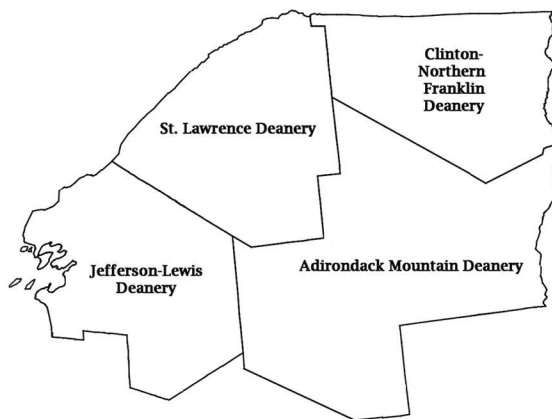 Clinton-
Northern
Franklin
Deanery
St. Lawrence Deanery
Adirondack Mountain Deanery
Jefferson-Lewis
Deanery